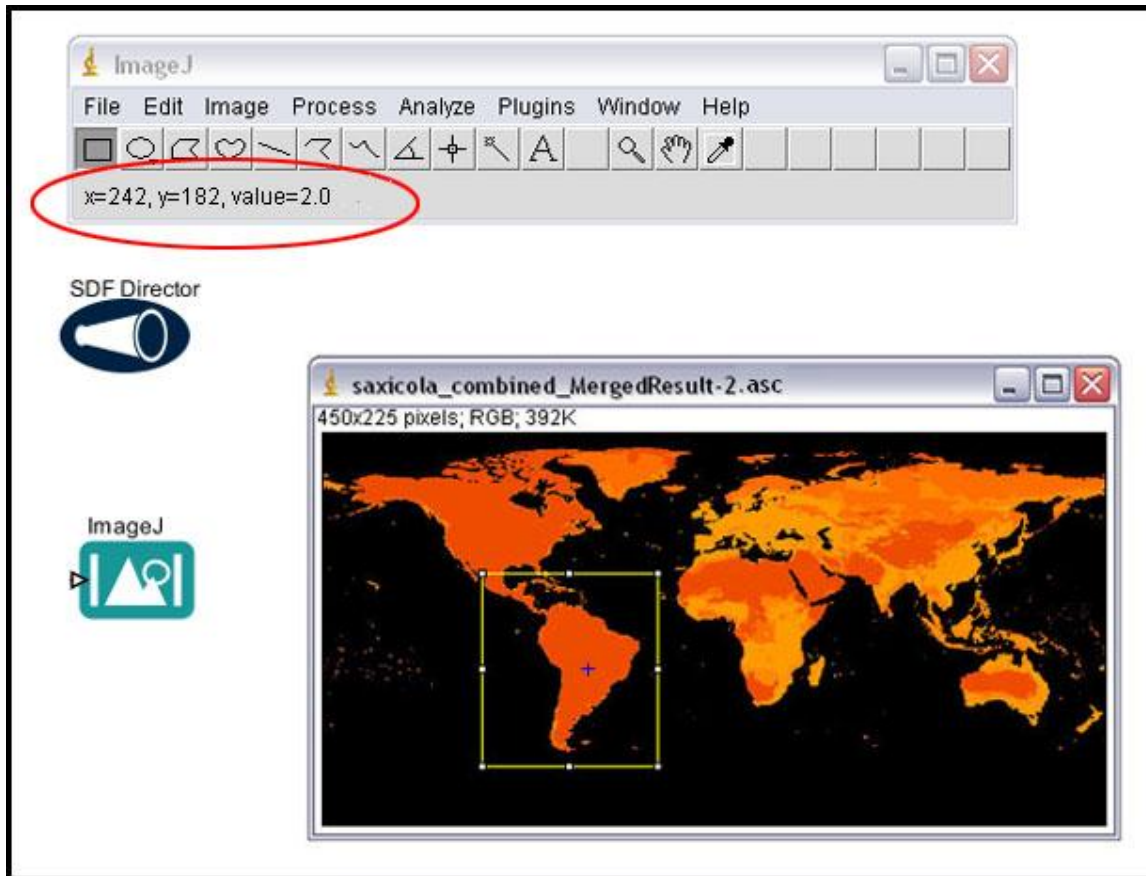 ImageJ
File Edit Image Process Analyze Plugins Window Help
A
x=242, y=182, value=2.0
SDF Director
saxicola_combined_MergedResult-2.asc
450x225 pixels; RGB; 392K
ImageJ